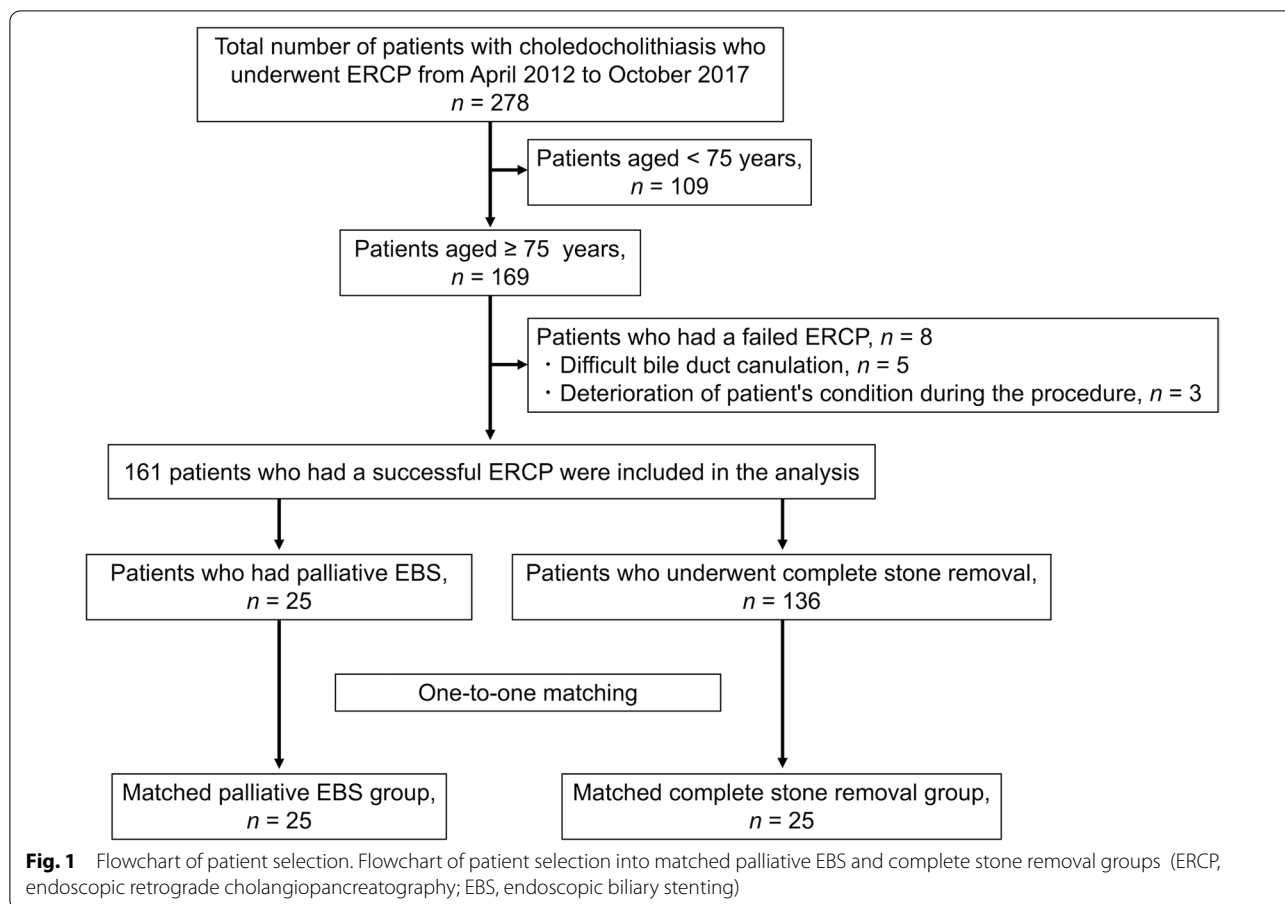 Total number of patients with choledocholithiasis who
underwent ERCP from April 2012 to October 2017
n = 278
Patients aged < 75 years,
n = 109
Patients aged ≥ 75 years,
n = 169
Patients who had a failed ERCP, n = 8
・Difficult bile duct canulation, n = 5
・Deterioration of patient's condition during the procedure, n = 3
161 patients who had a successful ERCP were included in the analysis
Patients who had palliative EBS,
n = 25
Patients who underwent complete stone removal,
n = 136
One-to-one matching
Matched palliative EBS group,
n = 25
Matched complete stone removal group,
n = 25
Fig. 1 Flowchart of patient selection. Flowchart of patient selection into matched palliative EBS and complete stone removal groups (ERCP,
endoscopic retrograde cholangiopancreatography; EBS, endoscopic biliary stenting)